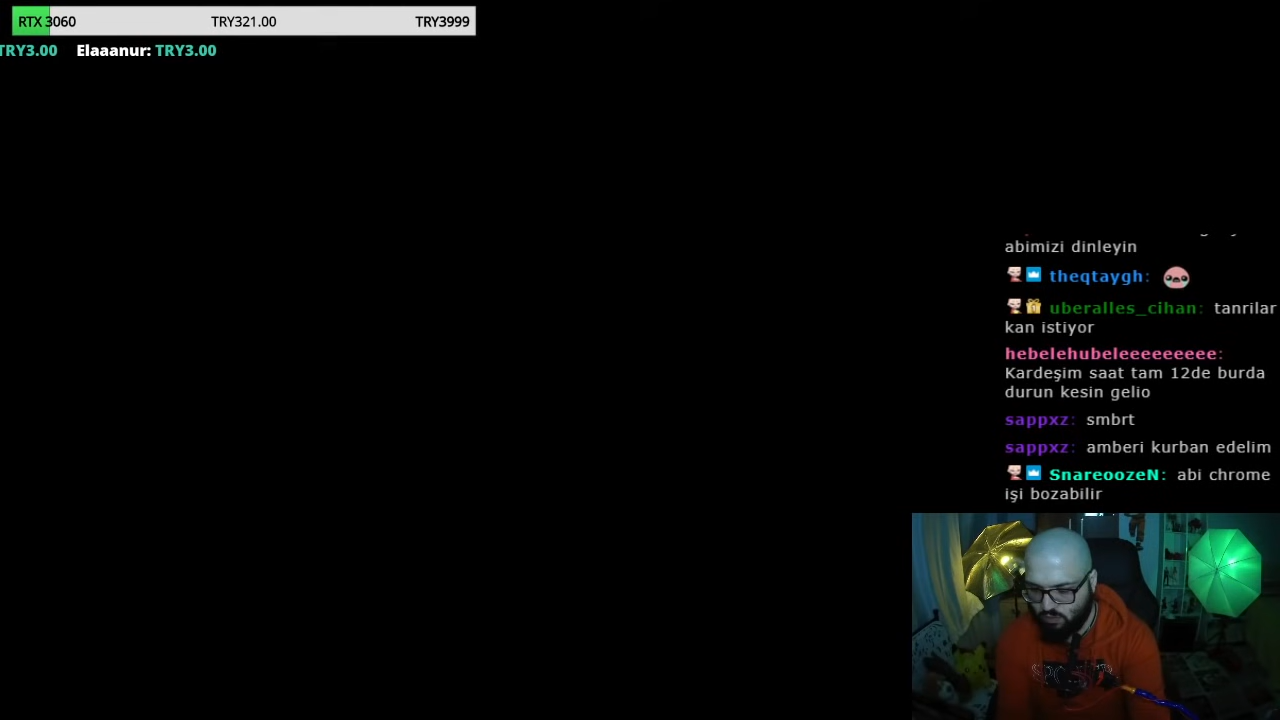 RTX 3060 TRY321.00 TRY3999
TRY3.00 Elaaanur: TRY3.00
abimizi dinleyin
theqtaygh:
uberalles_cihan: tanrilar
kan istiyor
hebelehubeleeeeeeeee:
Kardeşim saat tam 12de burda
durun kesin gelio
sappxz: smbrt
sappxz: amberi kurban edelim
SnareoozeN: abi chrome
işi bozabilir